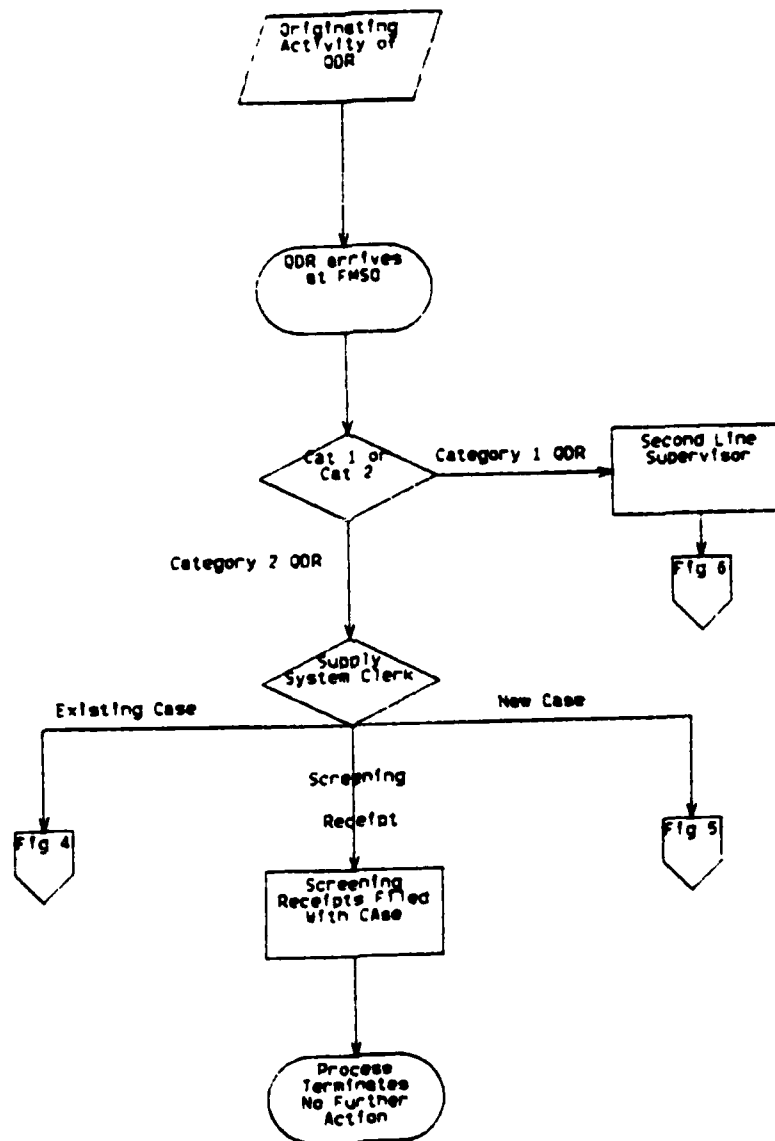 Originating
Activity of
QDR
QDR arrives
at FMSO
Cat 1 or
Cat 2
Category 1 QDR
Second Line
Supervisor
Fig 6
Category 2 QDR
Supply
System Clerk
Existing Case
New Case
Screening
Receipt
Fig 4
Fig 5
Screening
Receipts Filed
With CAse
Process
Terminates
No Further
Action